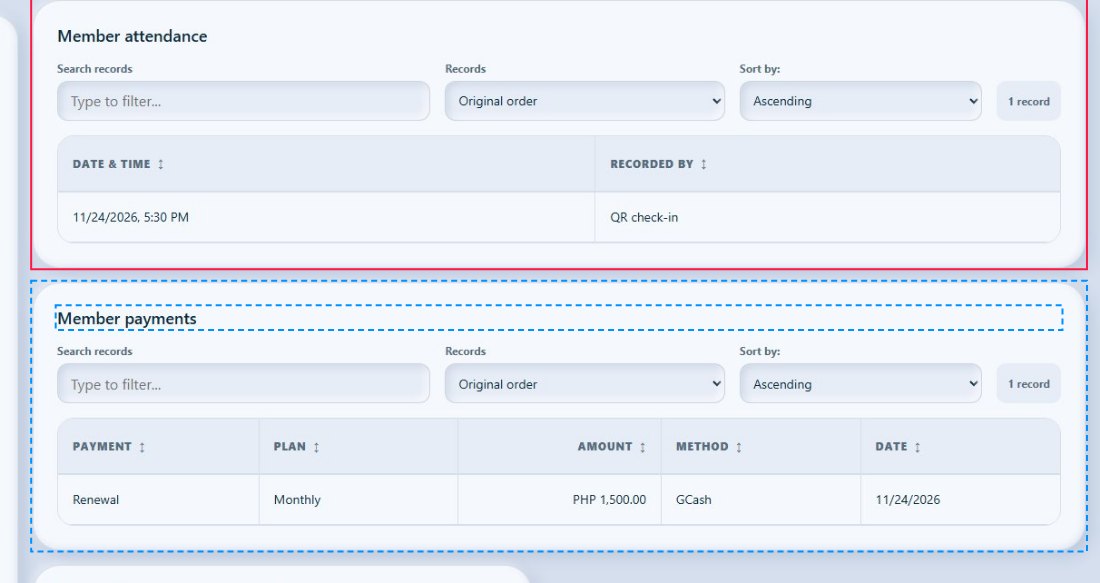 Member attendance
Search records Records Sort by:
Type to filter... Original order Ascending 1 record
DATE & TIME ↕ RECORDED BY ↕
11/24/2026, 5:30 PM QR check-in
Member payments
Search records Records Sort by:
Type to filter... Original order Ascending 1 record
PAYMENT ↕ PLAN ↕ AMOUNT ↕ METHOD ↕ DATE ↕
Renewal Monthly PHP 1,500.00 GCash 11/24/2026